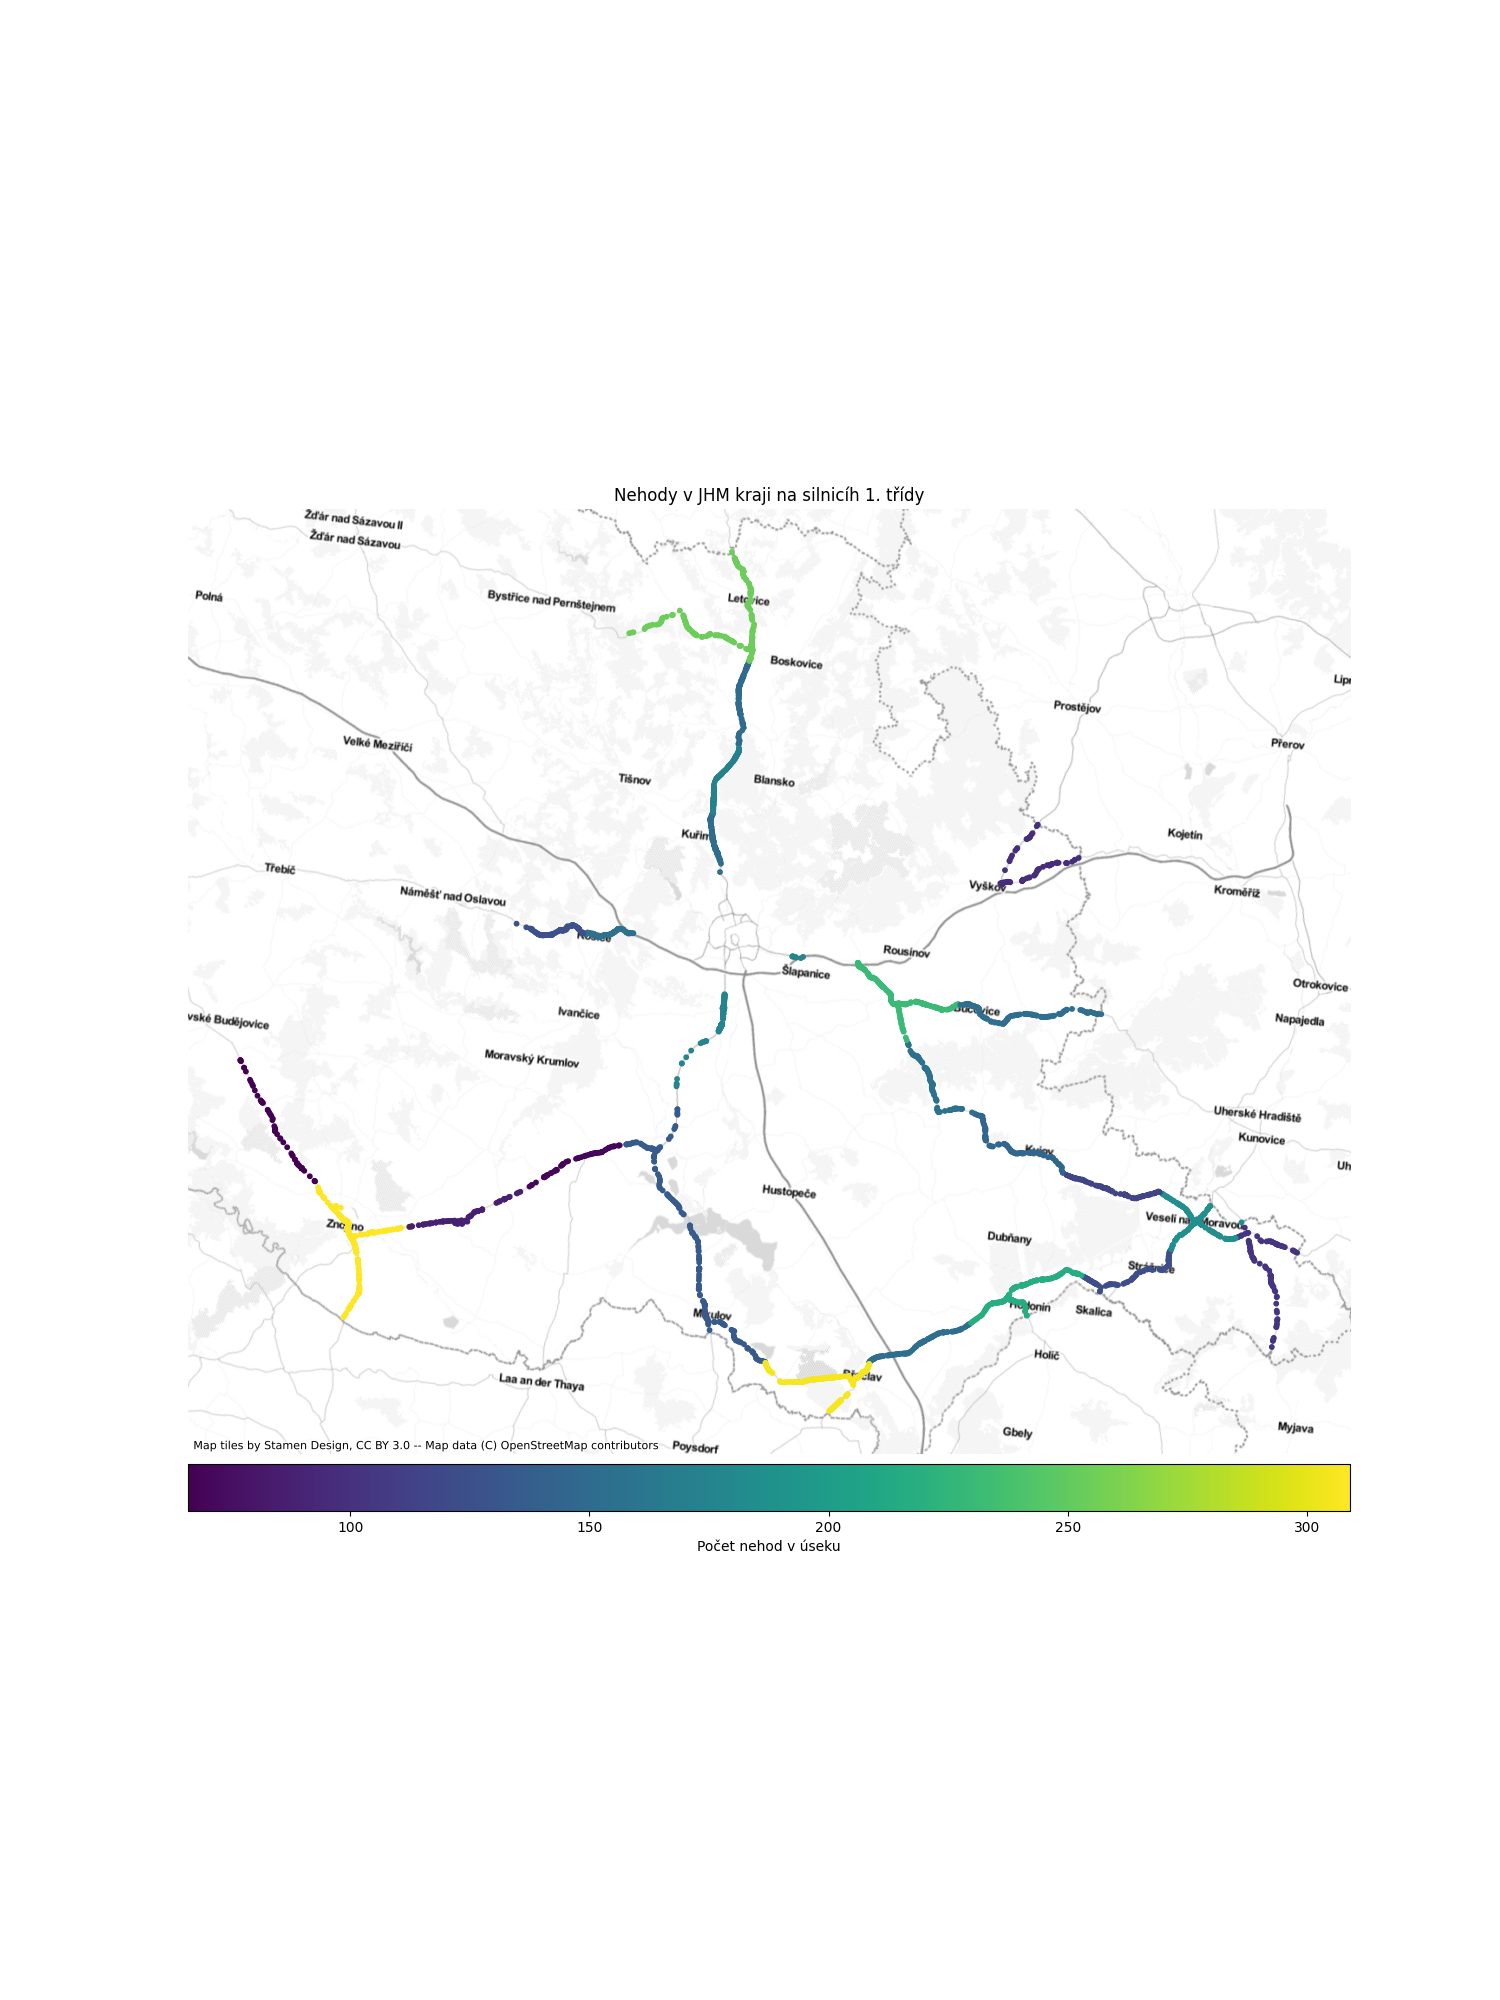 Nehody v JHM kraji na silnicíh 1. třídy
Žďár nad Sázavou II
Žďár nad Sázavou
Polná
Bystřice nad Pernštejnem
Letovice
Boskovice
Lipn
Prostějov
Velké Meziříčí
Přerov
Tišnov
Blansko
Kuřim
Kojetín
Třebíč
Vyškov
Kroměříž
Náměšť nad Oslavou
Rosice
Rousínov
Šlapanice
Otrokovice
Ivančice
Bučovice
Napajedla
vské Budějovice
Moravský Krumlov
Uherské Hradiště
Kunovice
Kyjov
Uh
Hustopeče
Znojmo
Veselí nad Moravou
Dubňany
Strážnice
Mikulov
Hodonín
Skalica
Holíč
Laa an der Thaya
Břeclav
Gbely
Myjava
Map tiles by Stamen Design, CC BY 3.0 -- Map data (C) OpenStreetMap contributors
Poysdorf
100 150 200 250 300
Počet nehod v úseku